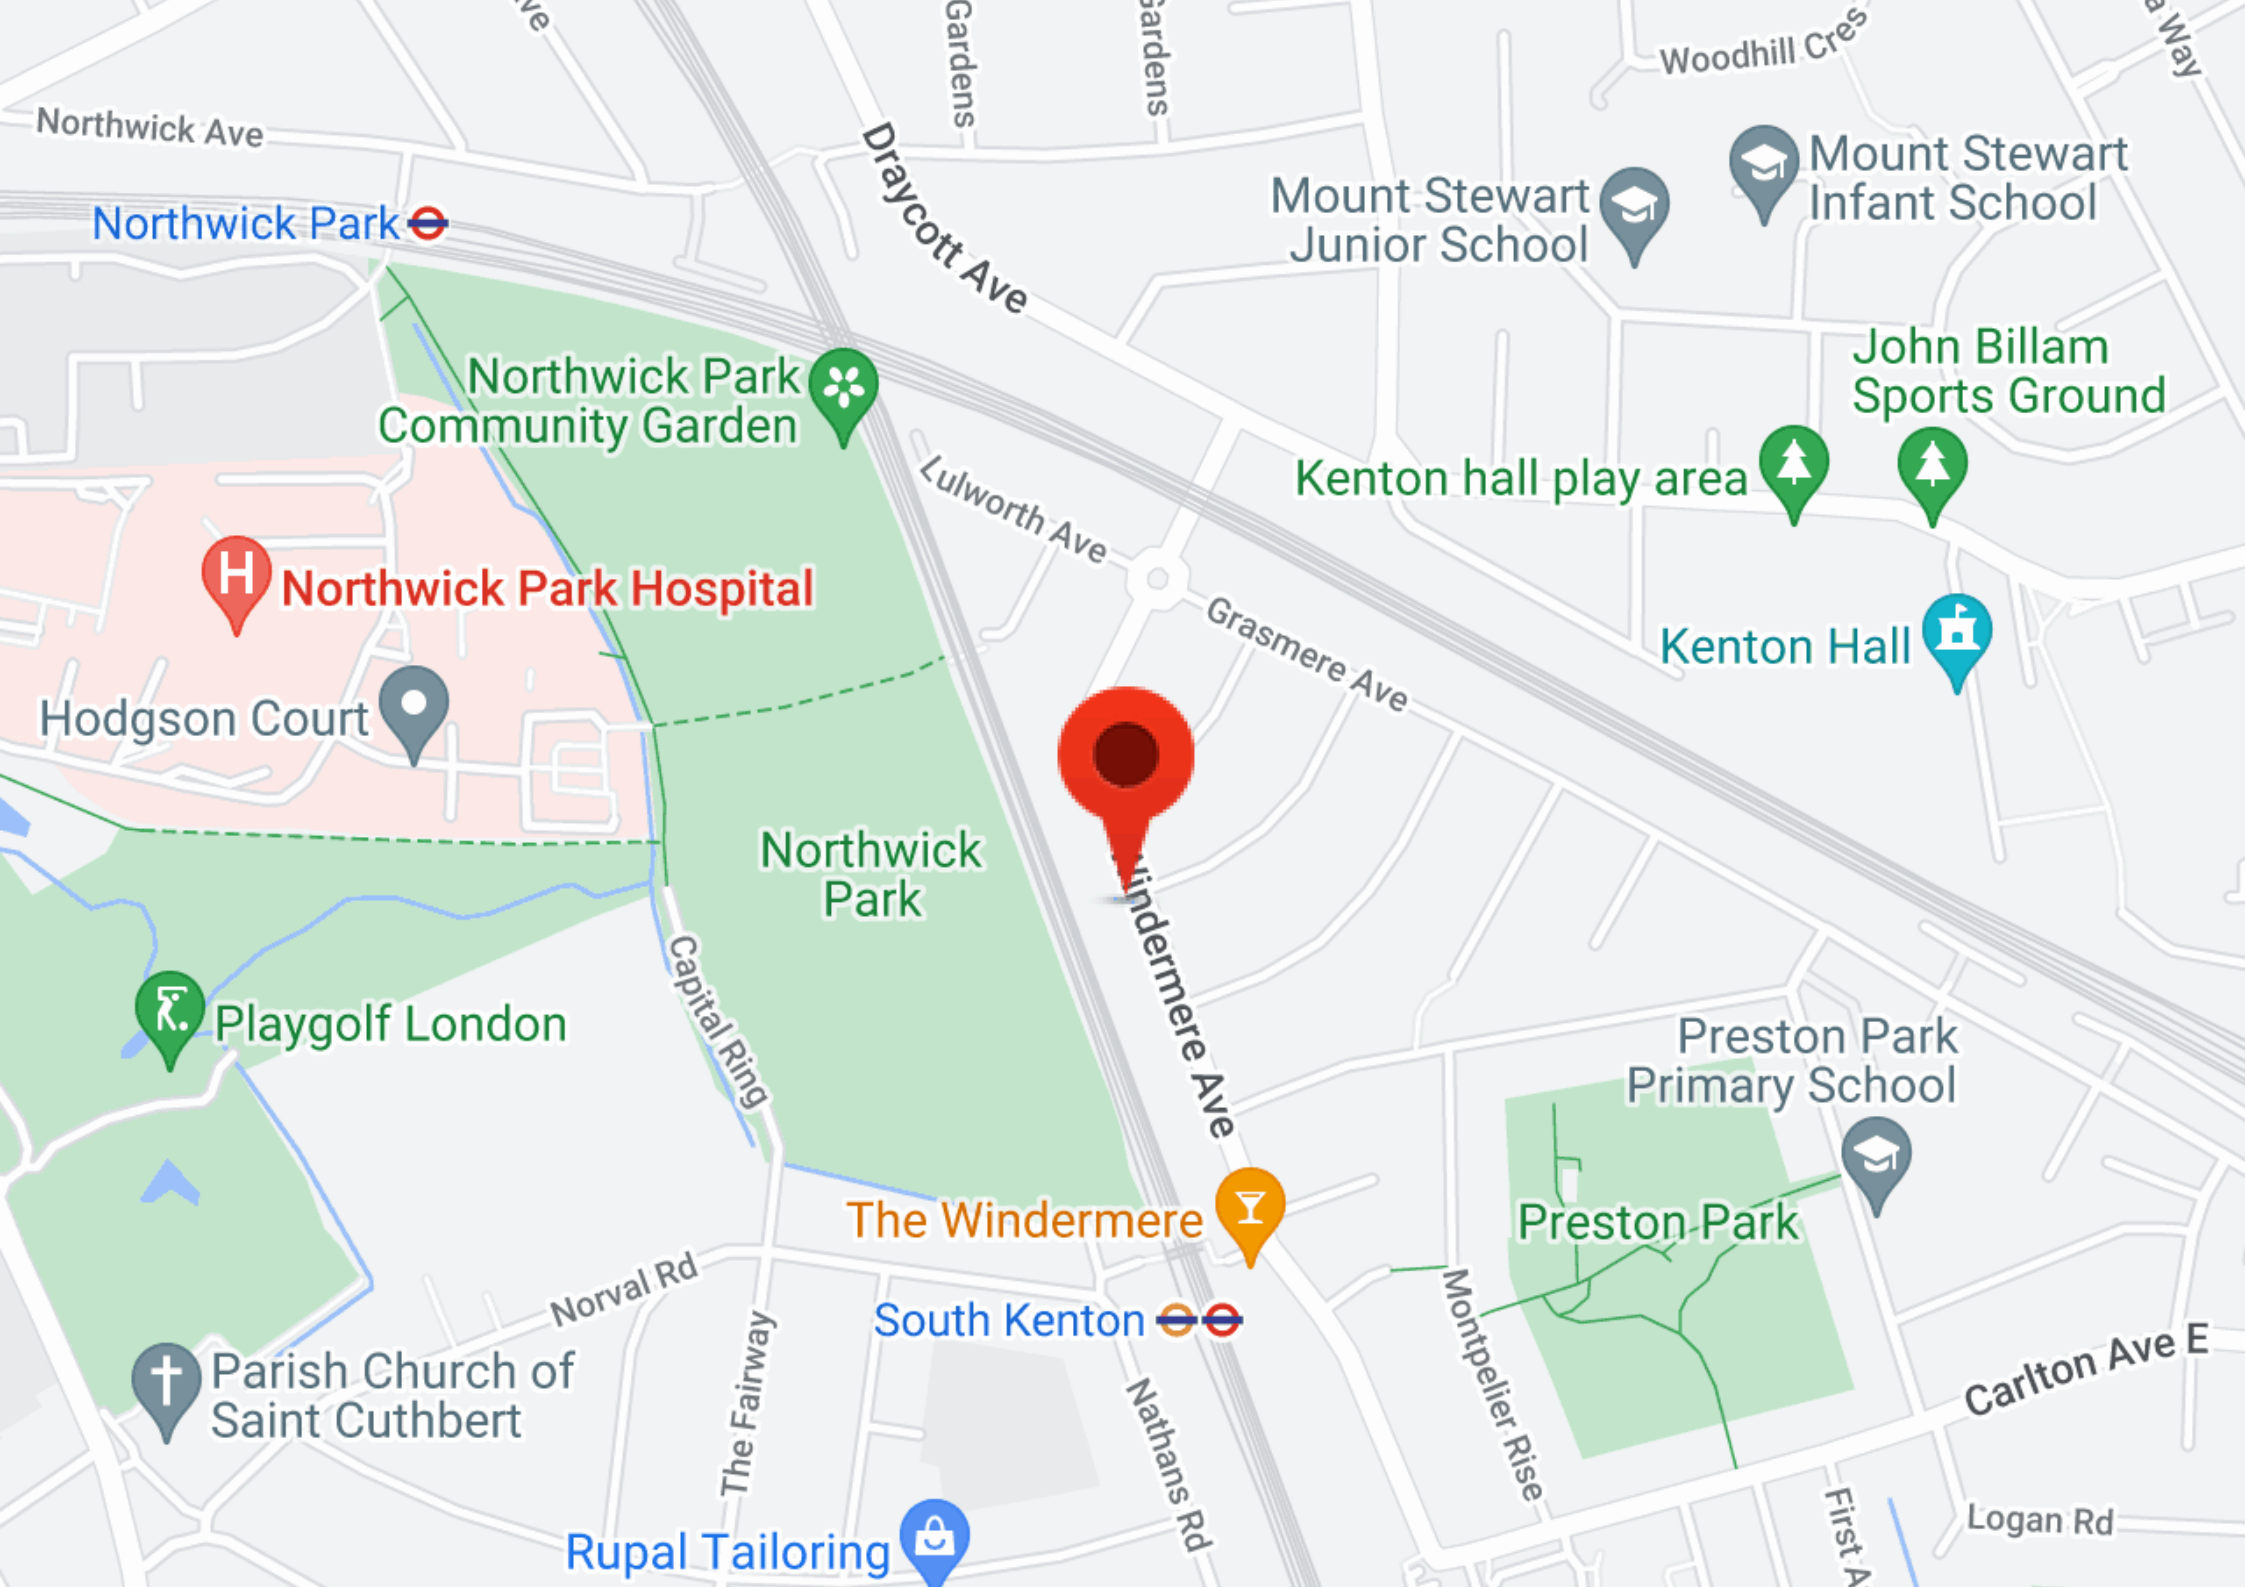 ve
Gardens
Gardens
Woodhill Cres
a Way
Northwick Ave
Draycott Ave
Mount Stewart
Infant School
Mount Stewart
Junior School
Northwick Park
John Billam
Sports Ground
Northwick Park
Community Garden
Lulworth Ave
Kenton hall play area
H
Northwick Park Hospital
Grasmere Ave
Kenton Hall
Hodgson Court
Northwick
Park
Windermere Ave
Capital Ring
Playgolf London
Preston Park
Primary School
The Windermere
Preston Park
Norval Rd
South Kenton
Montpelier Rise
The Fairway
Parish Church of
Saint Cuthbert
Nathans Rd
Carlton Ave E
Rupal Tailoring
First A
Logan Rd